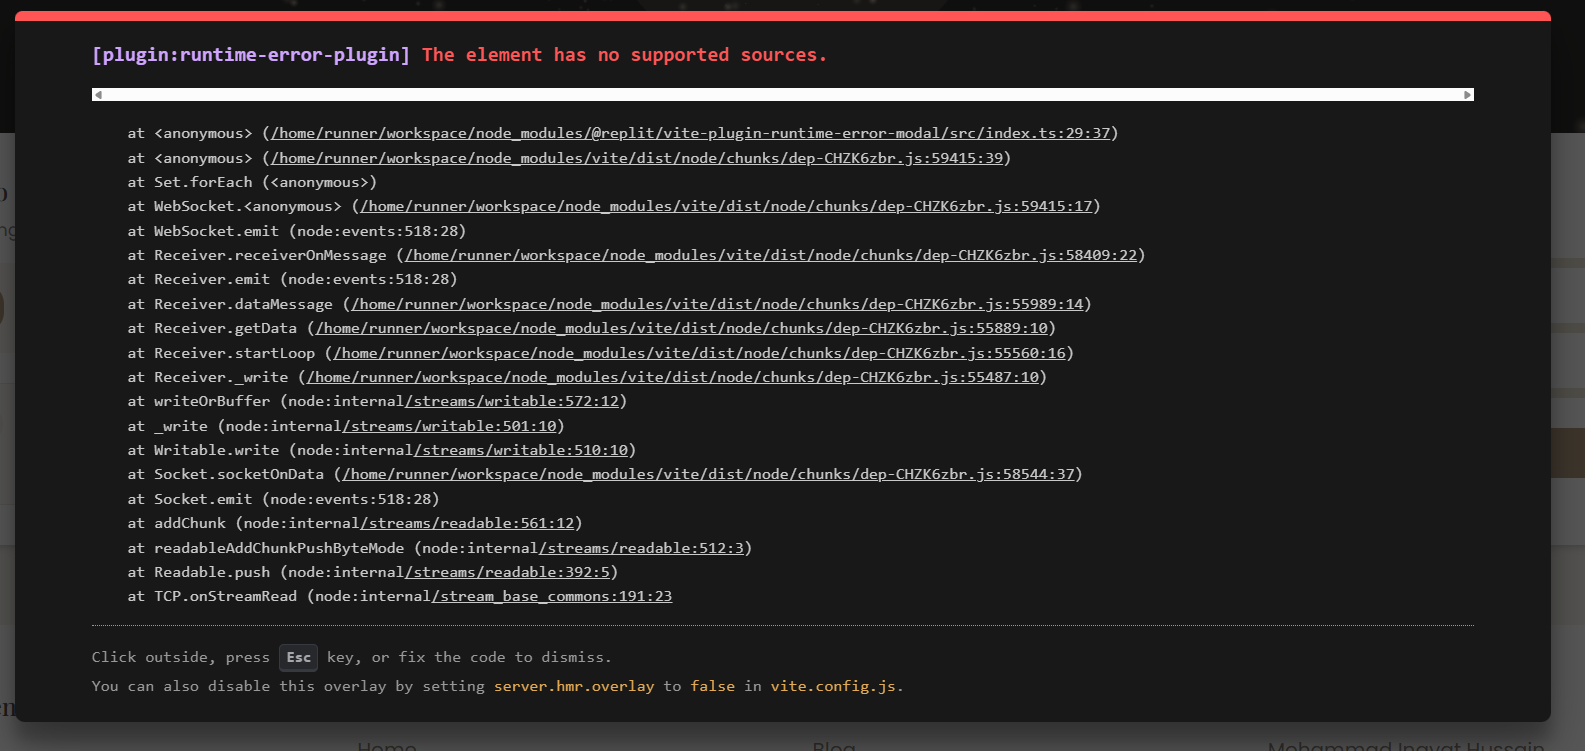 [plugin:runtime-error-plugin] The element has no supported sources.
at <anonymous> (/home/runner/workspace/node_modules/@replit/vite-plugin-runtime-error-modal/src/index.ts:29:37)
at <anonymous> (/home/runner/workspace/node_modules/vite/dist/node/chunks/dep-CHZK6zbr.js:59415:39)
at Set.forEach (<anonymous>)
at WebSocket.<anonymous> (/home/runner/workspace/node_modules/vite/dist/node/chunks/dep-CHZK6zbr.js:59415:17)
at WebSocket.emit (node:events:518:28)
at Receiver.receiverOnMessage (/home/runner/workspace/node_modules/vite/dist/node/chunks/dep-CHZK6zbr.js:58409:22)
at Receiver.emit (node:events:518:28)
at Receiver.dataMessage (/home/runner/workspace/node_modules/vite/dist/node/chunks/dep-CHZK6zbr.js:55989:14)
at Receiver.getData (/home/runner/workspace/node_modules/vite/dist/node/chunks/dep-CHZK6zbr.js:55889:10)
at Receiver.startLoop (/home/runner/workspace/node_modules/vite/dist/node/chunks/dep-CHZK6zbr.js:55560:16)
at Receiver._write (/home/runner/workspace/node_modules/vite/dist/node/chunks/dep-CHZK6zbr.js:55487:10)
at writeOrBuffer (node:internal/streams/writable:572:12)
at _write (node:internal/streams/writable:501:10)
at Writable.write (node:internal/streams/writable:510:10)
at Socket.socketOnData (/home/runner/workspace/node_modules/vite/dist/node/chunks/dep-CHZK6zbr.js:58544:37)
at Socket.emit (node:events:518:28)
at addChunk (node:internal/streams/readable:561:12)
at readableAddChunkPushByteMode (node:internal/streams/readable:512:3)
at Readable.push (node:internal/streams/readable:392:5)
at TCP.onStreamRead (node:internal/stream_base_commons:191:23
Click outside, press Esc key, or fix the code to dismiss.
You can also disable this overlay by setting server.hmr.overlay to false in vite.config.js.
Home Blog Mohammad Inayat Hussain